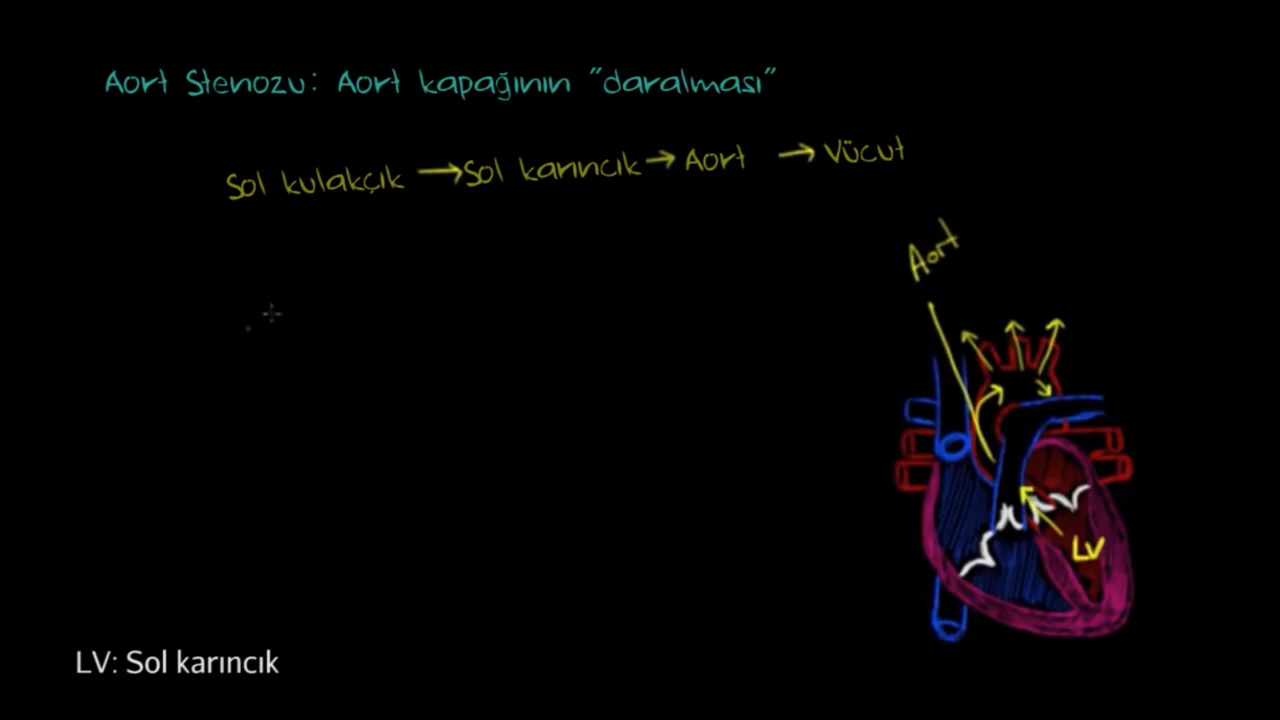 Aort Stenozu: Aort kapağının "daralması"
Sol kulakçık → Sol karıncık → Aort → Vücut
Aort
LV
LV: Sol karıncık